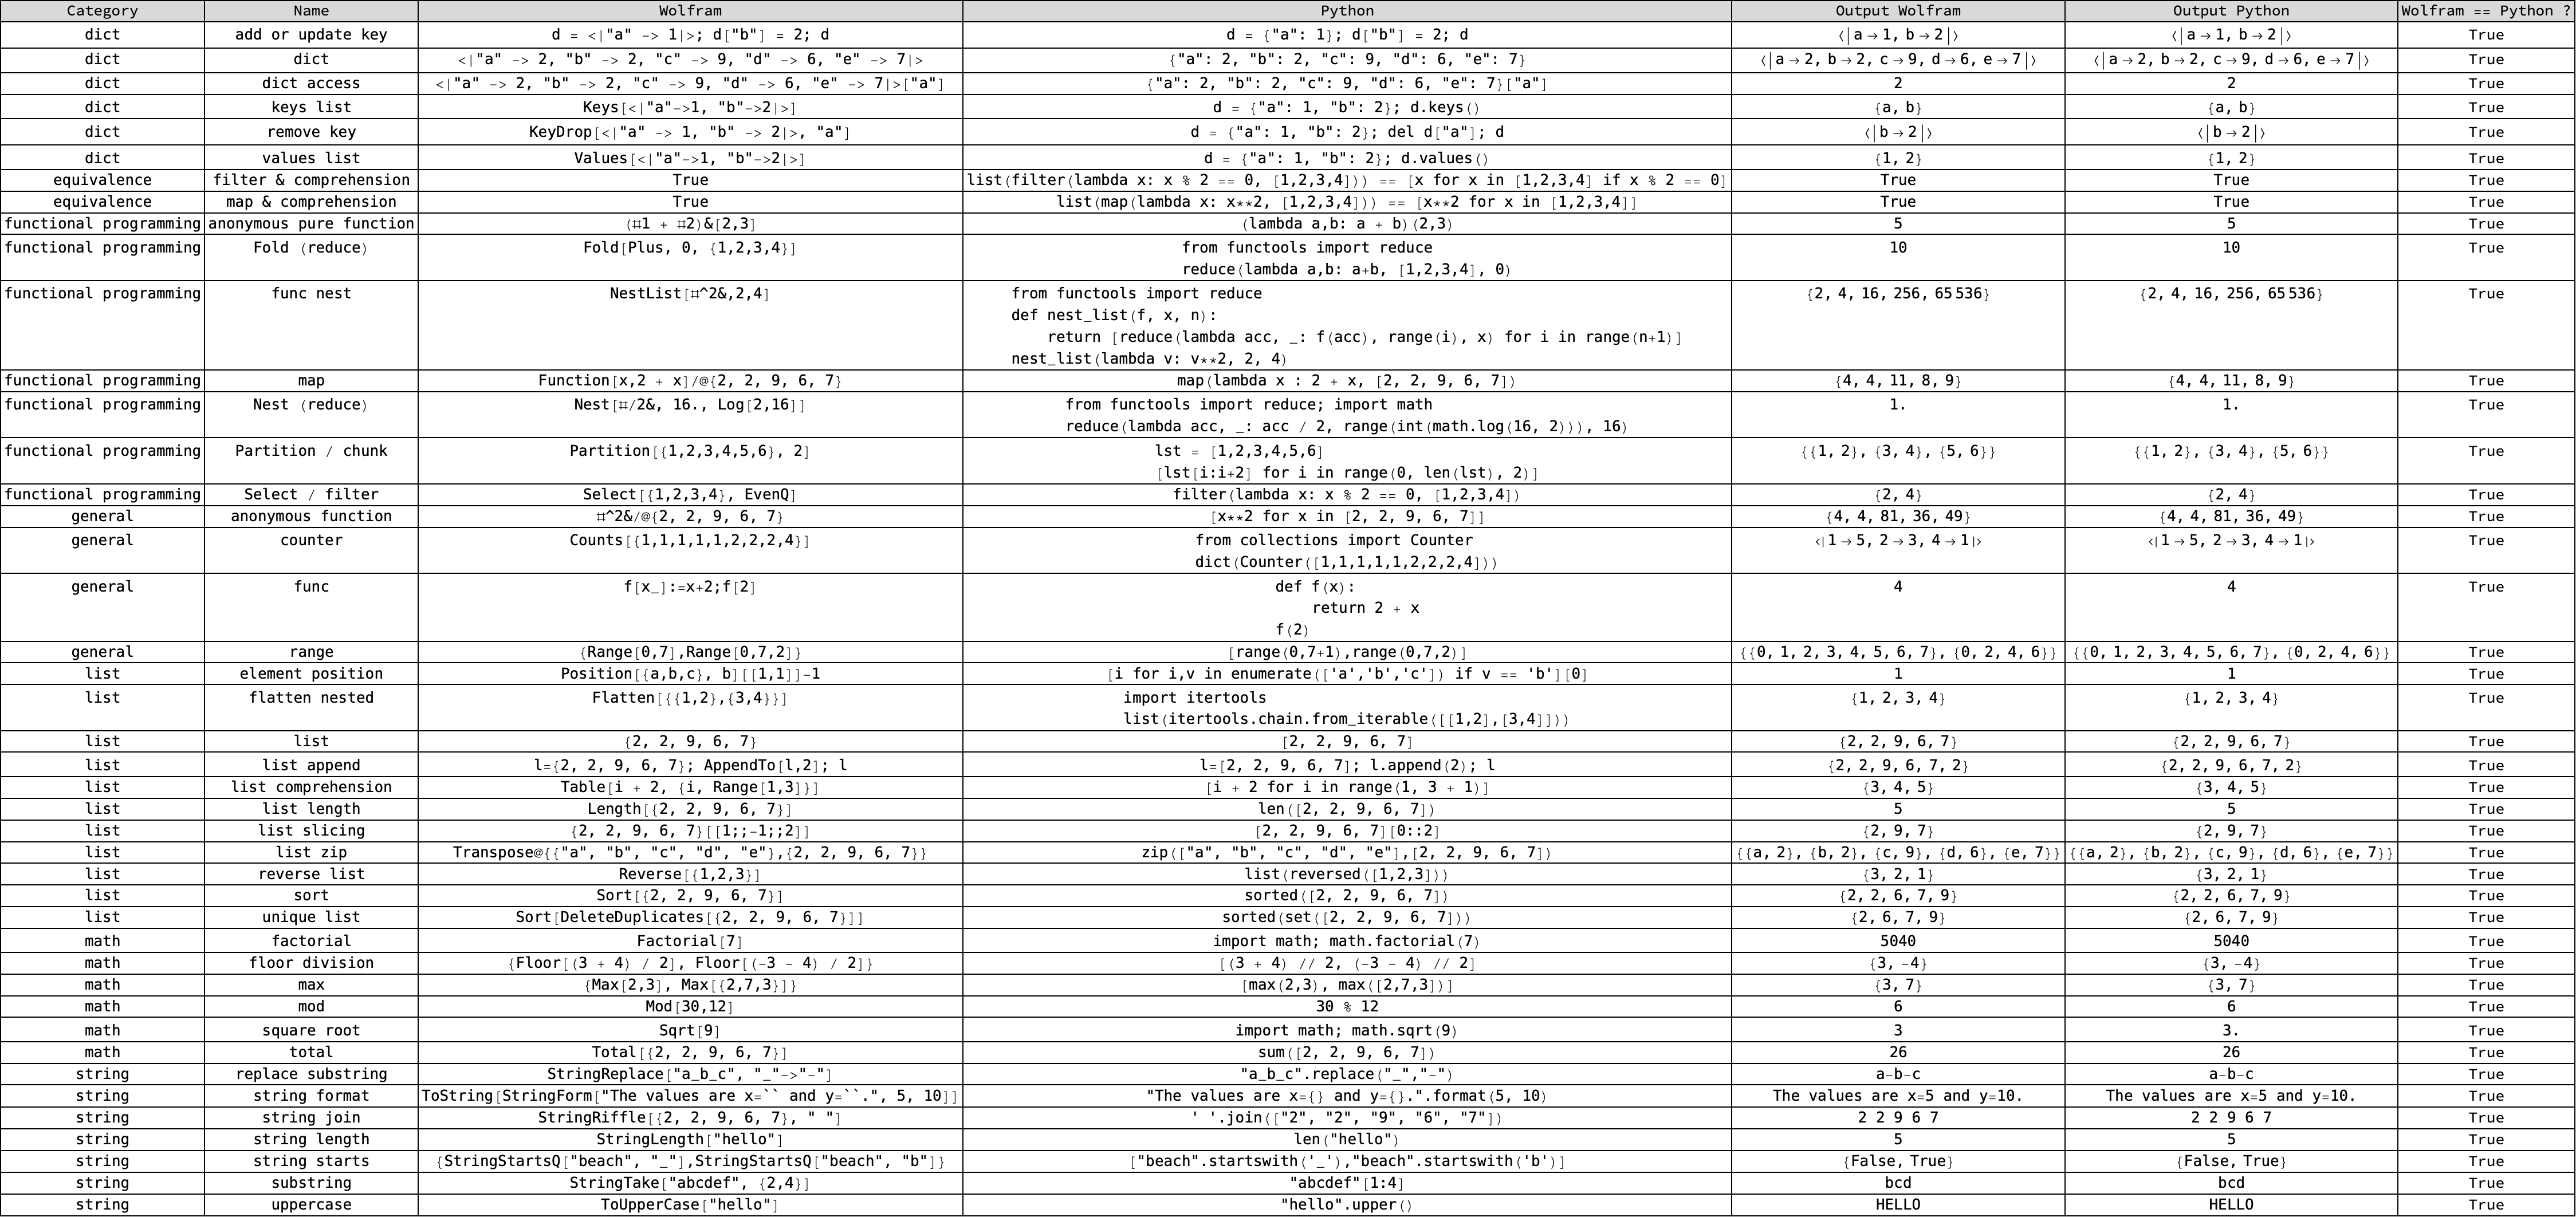 Category Name Wolfram Python Output Wolfram Output Python Wolfram == Python ?
dict add or update key d = <|"a" -> 1|>; d["b"] = 2; d d = {"a": 1}; d["b"] = 2; d ⟨|a → 1, b → 2|⟩ ⟨|a → 1, b → 2|⟩ True
dict dict <|"a" -> 2, "b" -> 2, "c" -> 9, "d" -> 6, "e" -> 7|> {"a": 2, "b": 2, "c": 9, "d": 6, "e": 7} ⟨|a → 2, b → 2, c → 9, d → 6, e → 7|⟩ ⟨|a → 2, b → 2, c → 9, d → 6, e → 7|⟩ True
dict dict access <|"a" -> 2, "b" -> 2, "c" -> 9, "d" -> 6, "e" -> 7|>["a"] {"a": 2, "b": 2, "c": 9, "d": 6, "e": 7}["a"] 2 2 True
dict keys list Keys[<|"a"->1, "b"->2|>] d = {"a": 1, "b": 2}; d.keys() {a, b} {a, b} True
dict remove key KeyDrop[<|"a" -> 1, "b" -> 2|>, "a"] d = {"a": 1, "b": 2}; del d["a"]; d ⟨|b → 2|⟩ ⟨|b → 2|⟩ True
dict values list Values[<|"a"->1, "b"->2|>] d = {"a": 1, "b": 2}; d.values() {1, 2} {1, 2} True
equivalence filter & comprehension True list(filter(lambda x: x % 2 == 0, [1,2,3,4])) == [x for x in [1,2,3,4] if x % 2 == 0] True True True
equivalence map & comprehension True list(map(lambda x: x**2, [1,2,3,4])) == [x**2 for x in [1,2,3,4]] True True True
functional programming anonymous pure function (#1 + #2)&[2,3] (lambda a,b: a + b)(2,3) 5 5 True
functional programming Fold (reduce) Fold[Plus, 0, {1,2,3,4}] from functools import reduce 10 10 True
reduce(lambda a,b: a+b, [1,2,3,4], 0)
functional programming func nest NestList[#^2&,2,4] from functools import reduce {2, 4, 16, 256, 65 536} {2, 4, 16, 256, 65 536} True
def nest_list(f, x, n):
return [reduce(lambda acc, _: f(acc), range(i), x) for i in range(n+1)]
nest_list(lambda v: v**2, 2, 4)
functional programming map Function[x,2 + x]/@{2, 2, 9, 6, 7} map(lambda x : 2 + x, [2, 2, 9, 6, 7]) {4, 4, 11, 8, 9} {4, 4, 11, 8, 9} True
functional programming Nest (reduce) Nest[#/2&, 16., Log[2,16]] from functools import reduce; import math 1. 1. True
reduce(lambda acc, _: acc / 2, range(int(math.log(16, 2))), 16)
functional programming Partition / chunk Partition[{1,2,3,4,5,6}, 2] lst = [1,2,3,4,5,6] {{1, 2}, {3, 4}, {5, 6}} {{1, 2}, {3, 4}, {5, 6}} True
[lst[i:i+2] for i in range(0, len(lst), 2)]
functional programming Select / filter Select[{1,2,3,4}, EvenQ] filter(lambda x: x % 2 == 0, [1,2,3,4]) {2, 4} {2, 4} True
general anonymous function #^2&/@{2, 2, 9, 6, 7} [x**2 for x in [2, 2, 9, 6, 7]] {4, 4, 81, 36, 49} {4, 4, 81, 36, 49} True
general counter Counts[{1,1,1,1,1,2,2,2,4}] from collections import Counter ⟨|1 → 5, 2 → 3, 4 → 1|⟩ ⟨|1 → 5, 2 → 3, 4 → 1|⟩ True
dict(Counter([1,1,1,1,1,2,2,2,4]))
general func f[x_]:=x+2;f[2] def f(x): 4 4 True
return 2 + x
f(2)
general range {Range[0,7],Range[0,7,2]} [range(0,7+1),range(0,7,2)] {{0, 1, 2, 3, 4, 5, 6, 7}, {0, 2, 4, 6}} {{0, 1, 2, 3, 4, 5, 6, 7}, {0, 2, 4, 6}} True
list element position Position[{a,b,c}, b][[1,1]]-1 [i for i,v in enumerate(['a','b','c']) if v == 'b'][0] 1 1 True
list flatten nested Flatten[{{1,2},{3,4}}] import itertools {1, 2, 3, 4} {1, 2, 3, 4} True
list(itertools.chain.from_iterable([[1,2],[3,4]]))
list list {2, 2, 9, 6, 7} [2, 2, 9, 6, 7] {2, 2, 9, 6, 7} {2, 2, 9, 6, 7} True
list list append l={2, 2, 9, 6, 7}; AppendTo[l,2]; l l=[2, 2, 9, 6, 7]; l.append(2); l {2, 2, 9, 6, 7, 2} {2, 2, 9, 6, 7, 2} True
list list comprehension Table[i + 2, {i, Range[1,3]}] [i + 2 for i in range(1, 3 + 1)] {3, 4, 5} {3, 4, 5} True
list list length Length[{2, 2, 9, 6, 7}] len([2, 2, 9, 6, 7]) 5 5 True
list list slicing {2, 2, 9, 6, 7}[[1;;-1;;2]] [2, 2, 9, 6, 7][0::2] {2, 9, 7} {2, 9, 7} True
list list zip Transpose@{{"a", "b", "c", "d", "e"},{2, 2, 9, 6, 7}} zip(["a", "b", "c", "d", "e"],[2, 2, 9, 6, 7]) {{a, 2}, {b, 2}, {c, 9}, {d, 6}, {e, 7}} {{a, 2}, {b, 2}, {c, 9}, {d, 6}, {e, 7}} True
list reverse list Reverse[{1,2,3}] list(reversed([1,2,3])) {3, 2, 1} {3, 2, 1} True
list sort Sort[{2, 2, 9, 6, 7}] sorted([2, 2, 9, 6, 7]) {2, 2, 6, 7, 9} {2, 2, 6, 7, 9} True
list unique list Sort[DeleteDuplicates[{2, 2, 9, 6, 7}]] sorted(set([2, 2, 9, 6, 7])) {2, 6, 7, 9} {2, 6, 7, 9} True
math factorial Factorial[7] import math; math.factorial(7) 5040 5040 True
math floor division {Floor[(3 + 4) / 2], Floor[(-3 - 4) / 2]} [(3 + 4) // 2, (-3 - 4) // 2] {3, -4} {3, -4} True
math max {Max[2,3], Max[{2,7,3}]} [max(2,3), max([2,7,3])] {3, 7} {3, 7} True
math mod Mod[30,12] 30 % 12 6 6 True
math square root Sqrt[9] import math; math.sqrt(9) 3 3. True
math total Total[{2, 2, 9, 6, 7}] sum([2, 2, 9, 6, 7]) 26 26 True
string replace substring StringReplace["a_b_c", "_"->"-"] "a_b_c".replace("_","-") a-b-c a-b-c True
string string format ToString[StringForm["The values are x=`` and y=``.", 5, 10]] "The values are x={} and y={}.".format(5, 10) The values are x=5 and y=10. The values are x=5 and y=10. True
string string join StringRiffle[{2, 2, 9, 6, 7}, " "] ' '.join(["2", "2", "9", "6", "7"]) 2 2 9 6 7 2 2 9 6 7 True
string string length StringLength["hello"] len("hello") 5 5 True
string string starts {StringStartsQ["beach", "_"],StringStartsQ["beach", "b"]} ["beach".startswith('_'),"beach".startswith('b')] {False, True} {False, True} True
string substring StringTake["abcdef", {2,4}] "abcdef"[1:4] bcd bcd True
string uppercase ToUpperCase["hello"] "hello".upper() HELLO HELLO True